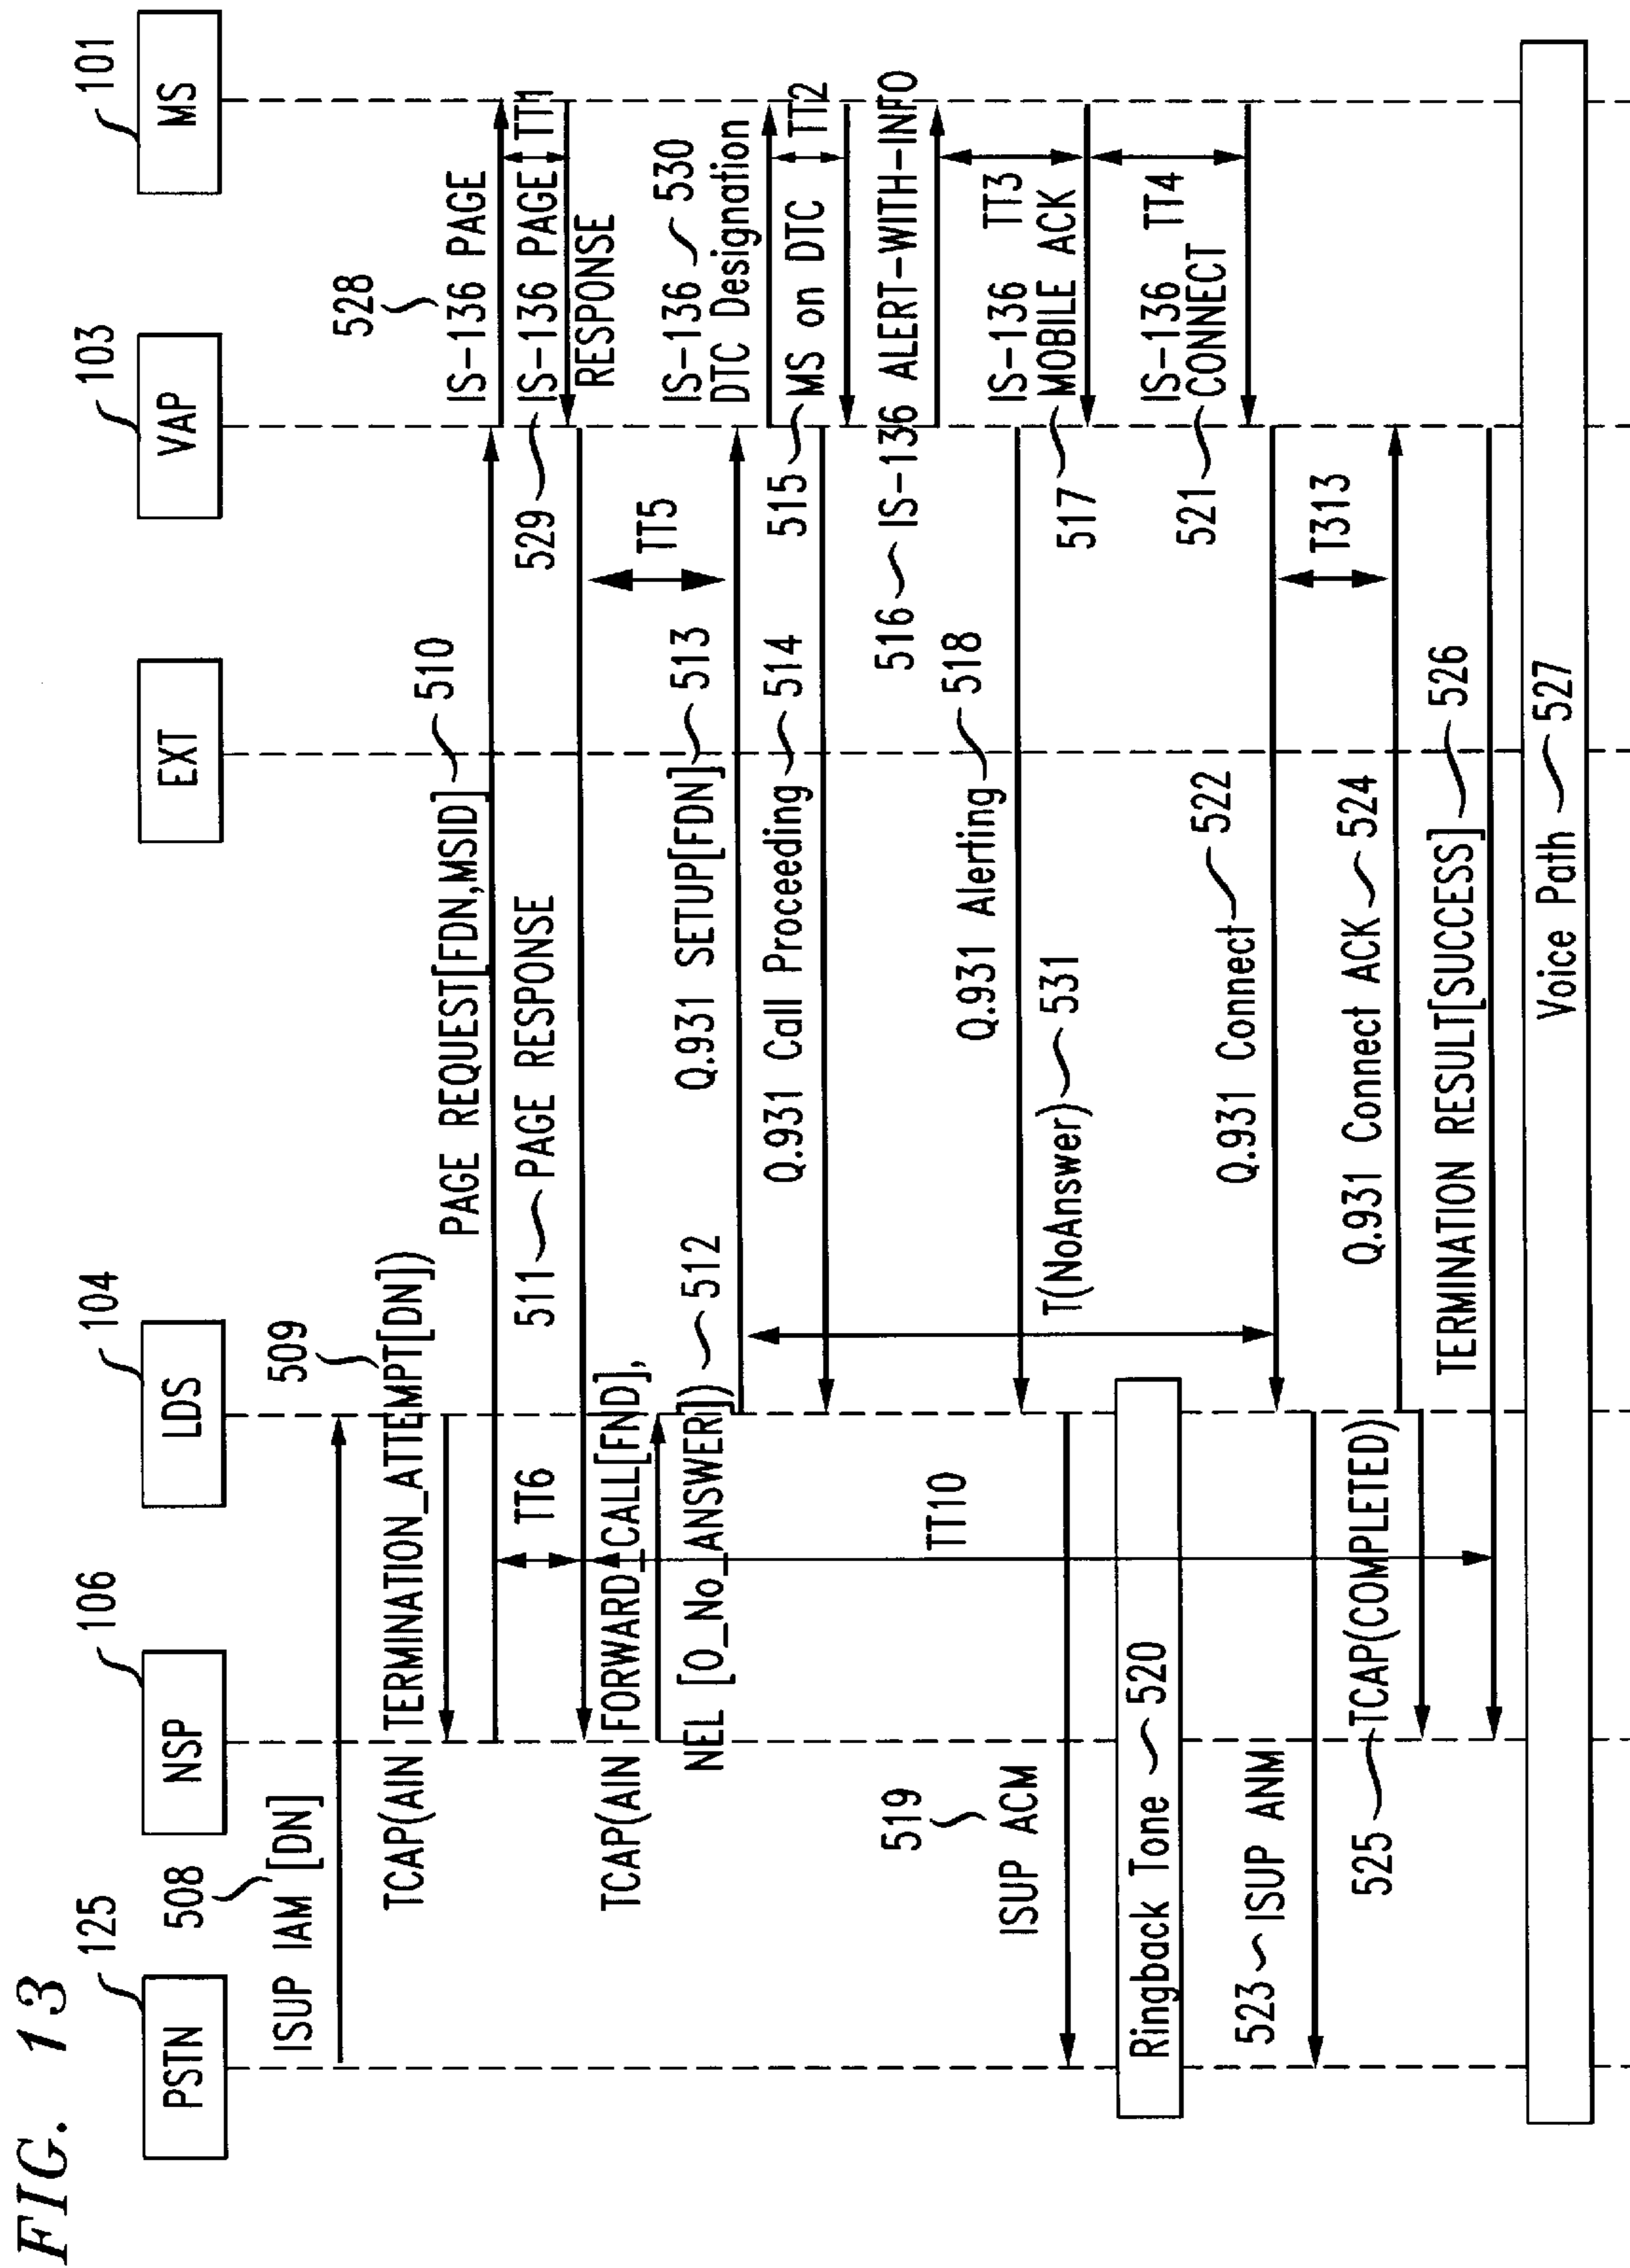 FIG. 13
PSTN
125
NSP
106
LDS
104
EXT
VAP
103
MS
101
508
ISUP IAM [DN]
509
TCAP(AIN TERMINATION_ATTEMPT[DN])
PAGE REQUEST[FDN,MSID]
510
528
IS-136 PAGE
TT1
529
IS-136 PAGE
RESPONSE
TT6
511
PAGE RESPONSE
TCAP(AIN FORWARD_CALL[FND],
NEL [O_No_ANSWER])
512
TT5
Q.931 SETUP[FDN]
513
IS-136
530
DTC Designation
TT2
Q.931 Call Proceeding
514
515
MS on DTC
516
IS-136 ALERT-WITH-INFO
TT10
Q.931 Alerting
518
TT3
IS-136
MOBILE ACK
517
519
ISUP ACM
T(NoAnswer)
531
Ringback Tone
520
TT4
IS-136
CONNECT
521
Q.931 Connect
522
523
ISUP ANM
T313
Q.931 Connect ACK
524
525
TCAP(COMPLETED)
TERMINATION RESULT[SUCCESS]
526
Voice Path
527